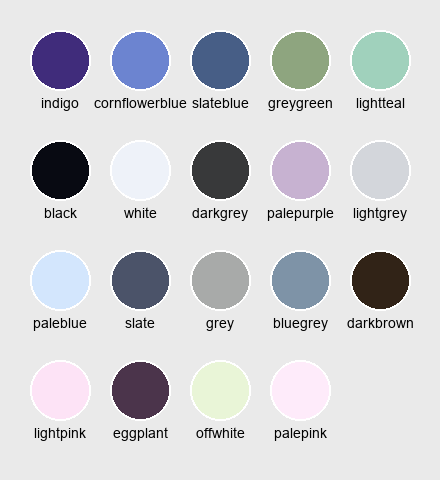 indigo cornflowerblue slateblue greygreen lightteal
black white darkgrey palepurple lightgrey
paleblue slate grey bluegrey darkbrown
lightpink eggplant offwhite palepink